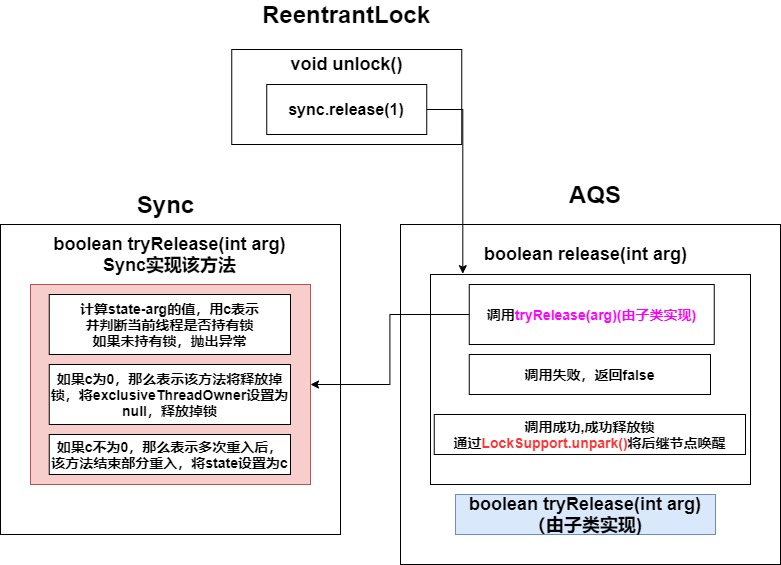 ReentrantLock
void unlock()
sync.release(1)
Sync
boolean tryRelease(int arg)
Sync实现该方法
计算state-arg的值，用c表示
并判断当前线程是否持有锁
如果未持有锁，抛出异常
如果c为0，那么表示该方法将释放掉
锁，将exclusiveThreadOwner设置为
null，释放掉锁
如果c不为0，那么表示多次重入后，
该方法结束部分重入，将state设置为c
AQS
boolean release(int arg)
调用tryRelease(arg)(由子类实现)
调用失败，返回false
调用成功,成功释放锁
通过LockSupport.unpark()将后继节点唤醒
boolean tryRelease(int arg)
（由子类实现)